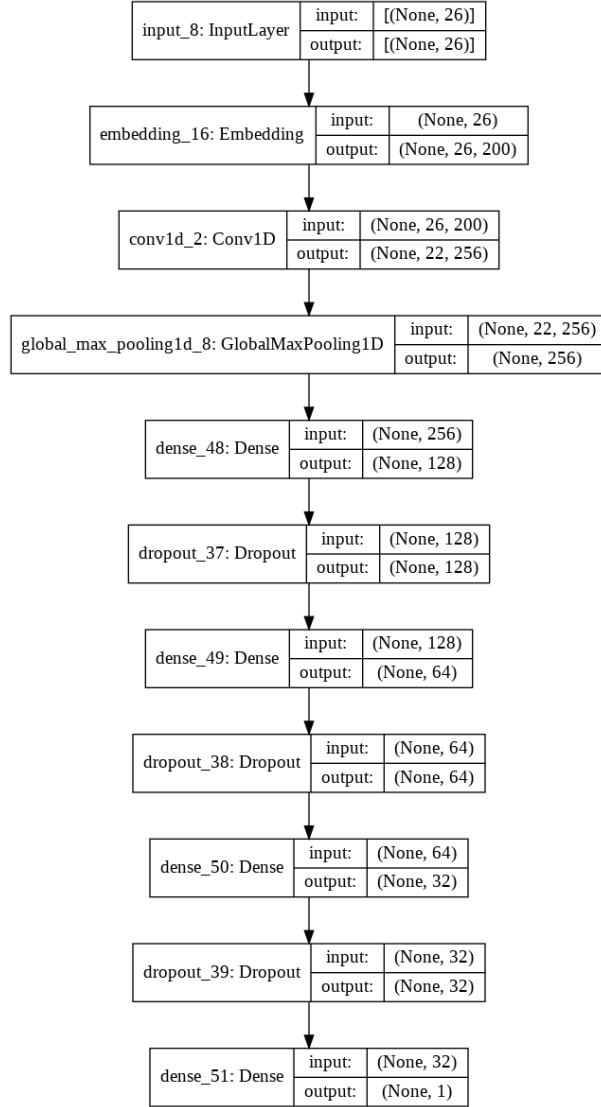 input_8: InputLayer
input: [(None, 26)]
output: [(None, 26)]
embedding_16: Embedding
input: (None, 26)
output: (None, 26, 200)
conv1d_2: Conv1D
input: (None, 26, 200)
output: (None, 22, 256)
global_max_pooling1d_8: GlobalMaxPooling1D
input: (None, 22, 256)
output: (None, 256)
dense_48: Dense
input: (None, 256)
output: (None, 128)
dropout_37: Dropout
input: (None, 128)
output: (None, 128)
dense_49: Dense
input: (None, 128)
output: (None, 64)
dropout_38: Dropout
input: (None, 64)
output: (None, 64)
dense_50: Dense
input: (None, 64)
output: (None, 32)
dropout_39: Dropout
input: (None, 32)
output: (None, 32)
dense_51: Dense
input: (None, 32)
output: (None, 1)